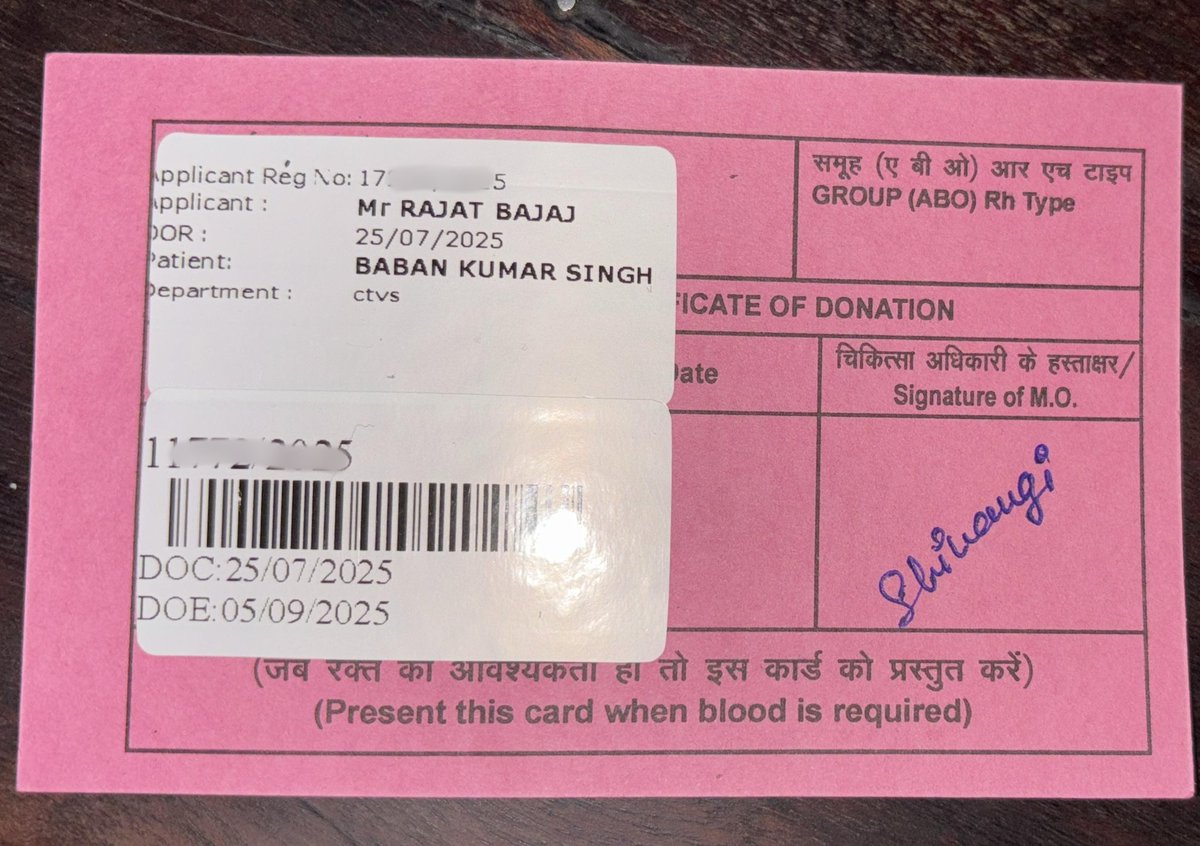 Applicant Reg No: 17 5
Applicant : Mr RAJAT BAJAJ
DOR : 25/07/2025
Patient: BABAN KUMAR SINGH
Department : ctvs
समूह (ए बी ओ) आर एच टाइप
GROUP (ABO) Rh Type
FICATE OF DONATION
Date
चिकित्सा अधिकारी के हस्ताक्षर/
Signature of M.O.
Shivangi
DOC:25/07/2025
DOE:05/09/2025
(जब रक्त की आवश्यकता हो तो इस कार्ड को प्रस्तुत करें)
(Present this card when blood is required)